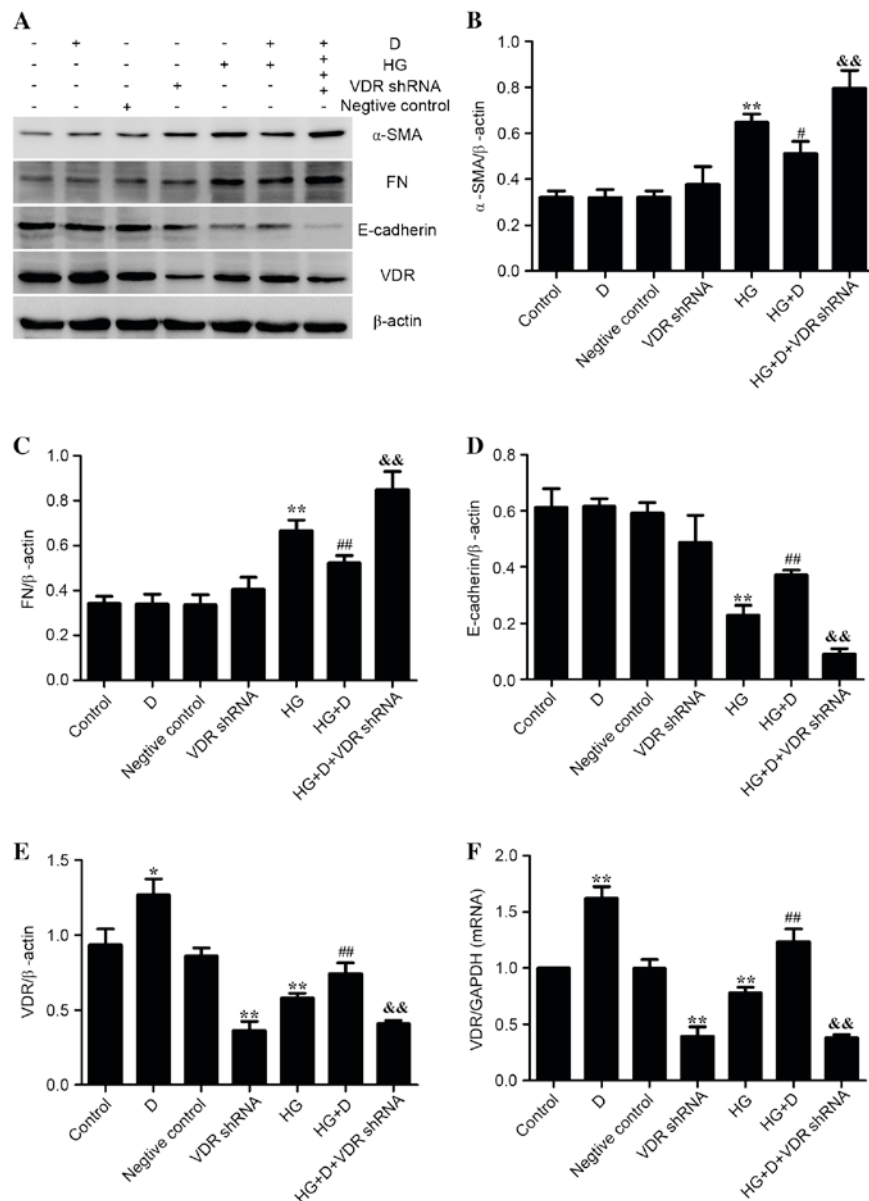 A
- + - - - + + D
- - - - + + + HG
- - - + - - + VDR shRNA
- - + - - - + Negtive control
α-SMA
FN
E-cadherin
VDR
β-actin
B
α-SMA/β-actin
1.0
0.8
0.6
0.4
0.2
0.0
**
#
&&
Control
D
Negtive control
VDR shRNA
HG
HG+D
HG+D+VDR shRNA
C
FN/β-actin
1.0
0.8
0.6
0.4
0.2
0.0
**
##
&&
Control
D
Negtive control
VDR shRNA
HG
HG+D
HG+D+VDR shRNA
D
E-cadherin/β-actin
0.8
0.6
0.4
0.2
0.0
**
##
&&
Control
D
Negtive control
VDR shRNA
HG
HG+D
HG+D+VDR shRNA
E
VDR/β-actin
1.5
1.0
0.5
0.0
*
**
**
##
&&
Control
D
Negtive control
VDR shRNA
HG
HG+D
HG+D+VDR shRNA
F
VDR/GAPDH (mRNA)
2.0
1.5
1.0
0.5
0.0
**
**
**
##
&&
Control
D
Negtive control
VDR shRNA
HG
HG+D
HG+D+VDR shRNA